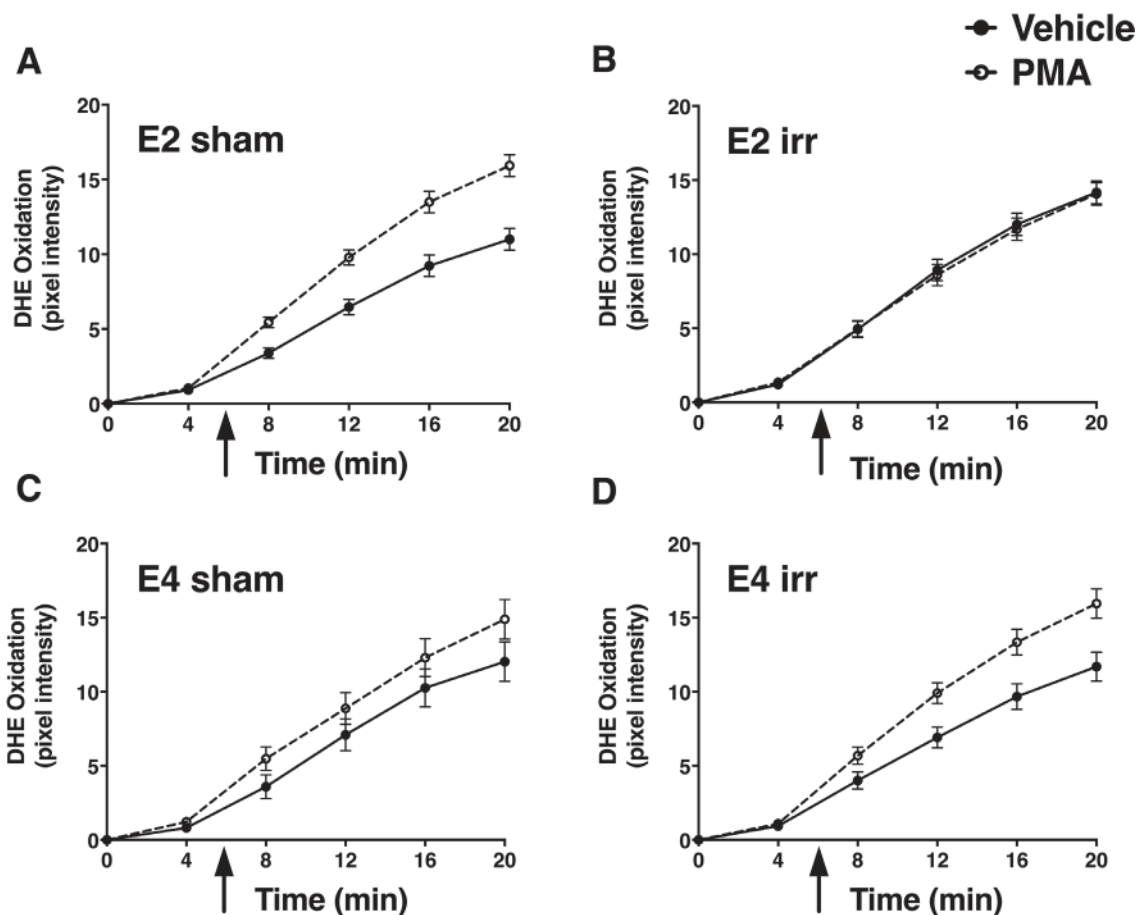 Vehicle
PMA
A
E2 sham
DHE Oxidation
(pixel intensity)
20
15
10
5
0
0 4 8 12 16 20
Time (min)
B
E2 irr
DHE Oxidation
(pixel intensity)
20
15
10
5
0
0 4 8 12 16 20
Time (min)
C
E4 sham
DHE Oxidation
(pixel intensity)
20
15
10
5
0
0 4 8 12 16 20
Time (min)
D
E4 irr
DHE Oxidation
(pixel intensity)
20
15
10
5
0
0 4 8 12 16 20
Time (min)